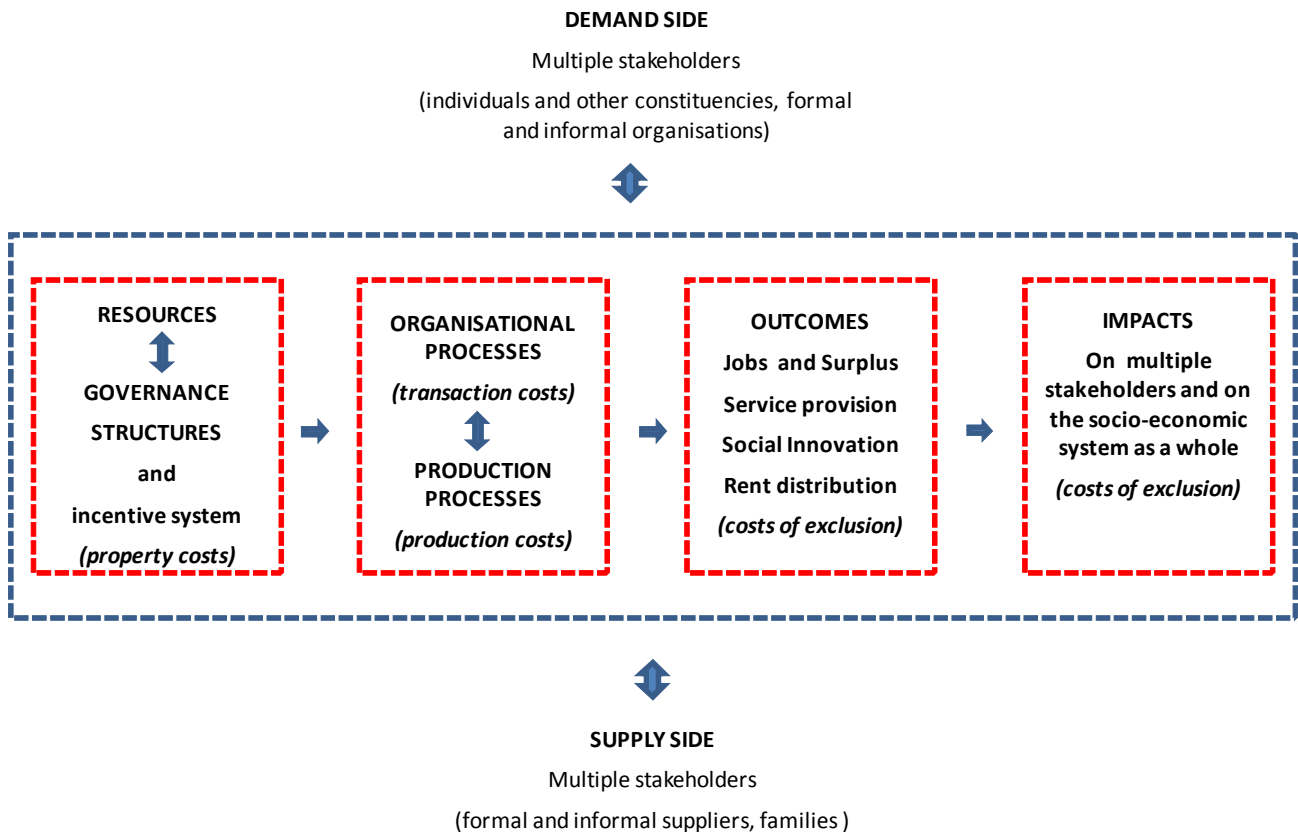 DEMAND SIDE
Multiple stakeholders
(individuals and other constituencies, formal
and informal organisations)
RESOURCES
GOVERNANCE
STRUCTURES
and
incentive system
(property costs)
ORGANISATIONAL
PROCESSES
(transaction costs)
PRODUCTION
PROCESSES
(production costs)
OUTCOMES
Jobs and Surplus
Service provision
Social Innovation
Rent distribution
(costs of exclusion)
IMPACTS
On multiple
stakeholders and on
the socio-economic
system as a whole
(costs of exclusion)
SUPPLY SIDE
Multiple stakeholders
(formal and informal suppliers, families )